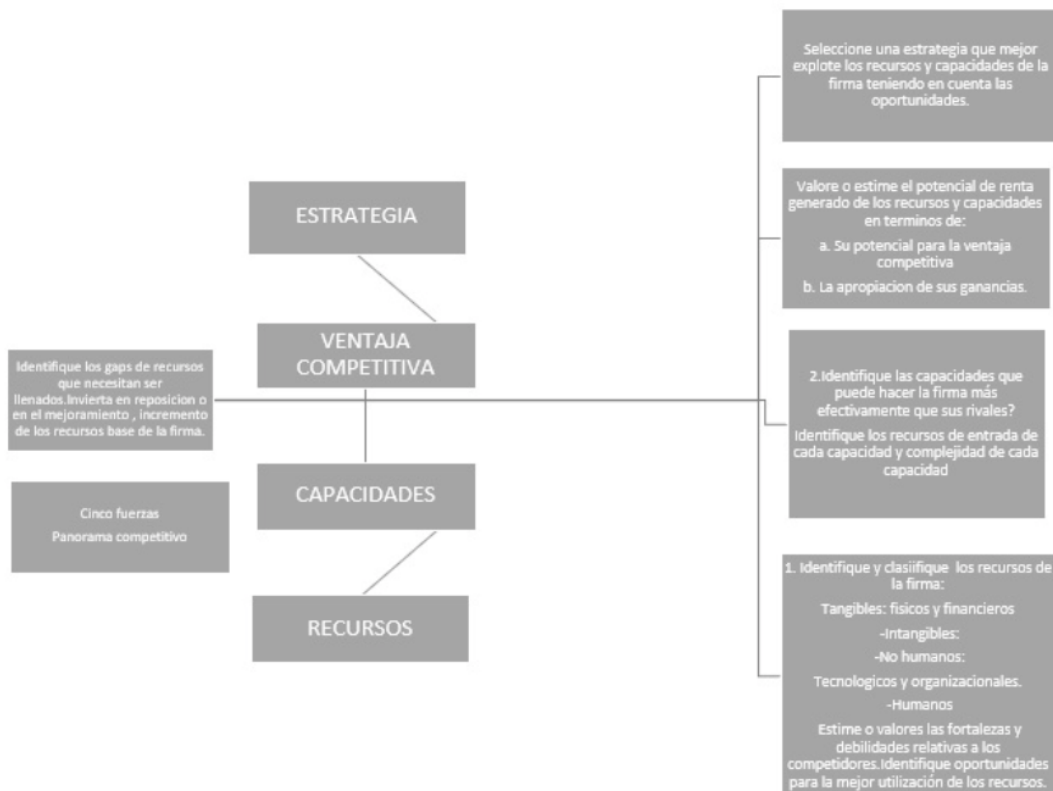 Seleccione una estrategia que mejor
explote los recursos y capacidades de la
firma teniendo en cuenta las
oportunidades.
ESTRATEGIA
Valore o estime el potencial de renta
generado de los recursos y capacidades
en terminos de:
a. Su potencial para la ventaja
competitiva
b. La apropiacion de sus ganancias.
VENTAJA
COMPETITIVA
Identifique los gaps de recursos
que necesitan ser
llenados.Invierta en reposicion o
en el mejoramiento , incremento
de los recursos base de la firma.
2.Identifique las capacidades que
puede hacer la firma más
efectivamente que sus rivales?
Identifique los recursos de entrada de
cada capacidad y complejidad de cada
capacidad
CAPACIDADES
Cinco fuerzas
Panorama competitivo
RECURSOS
1. Identifique y clasiifique los recursos de
la firma:
Tangibles: fisicos y financieros
-Intangibles:
-No humanos:
Tecnologicos y organizacionales.
-Humanos
Estime o valores las fortalezas y
debilidades relativas a los
competidores.Identifique oportunidades
para la mejor utilización de los recursos.